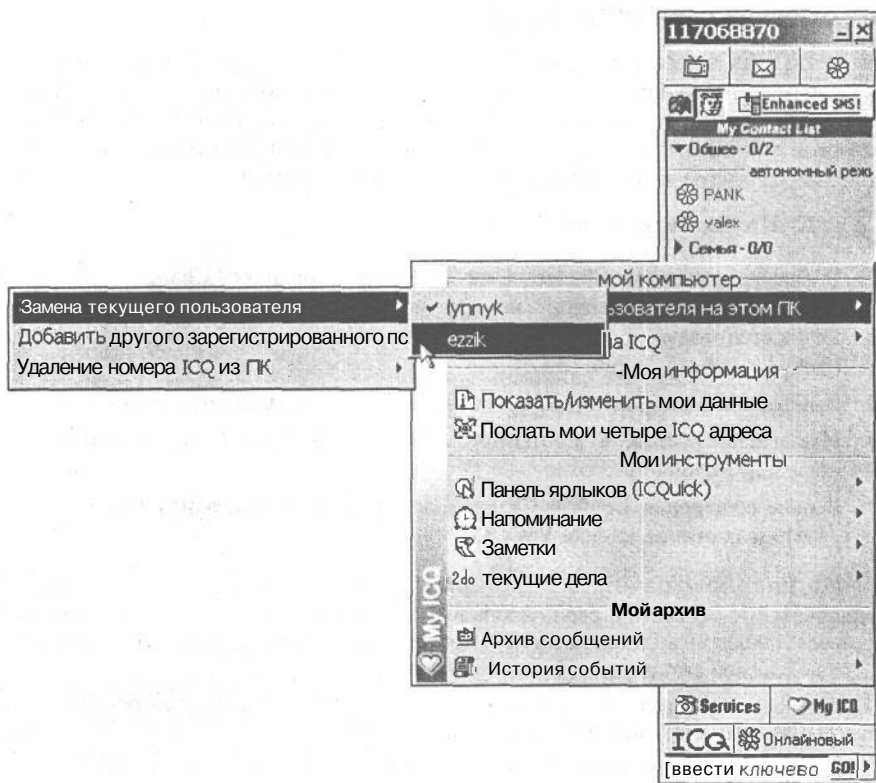 117068870
Enhanced SMS!
My Contact List
Общее - 0/2
автономный режи
PANK
valex
Семья - 0/0
мой компьютер
Замена текущего пользователя
lynnyk
ьзователя на этом ПК
Добавить другого зарегистрированного пс
ezzik
а ICQ
Удаление номера ICQ из ПК
-Моя информация
Показать/изменить мои данные
Послать мои четыре ICQ адреса
Мои инструменты
Панель ярлыков (ICQuick)
Напоминание
Заметки
2do текущие дела
Мой архив
Архив сообщений
История событий
My ICQ
Services
My ICQ
ICQ
Онлайновый
[ввести ключево GO!